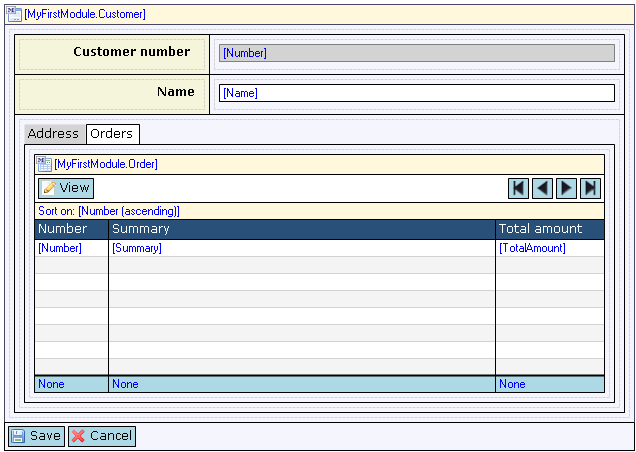 [MyFirstModule.Customer]
Customer number [Number]
Name [Name]
Address Orders
[MyFirstModule.Order]
View
Sort on: [Number (ascending)]
Number Summary Total amount
[Number] [Summary] [TotalAmount]
None None None
Save Cancel